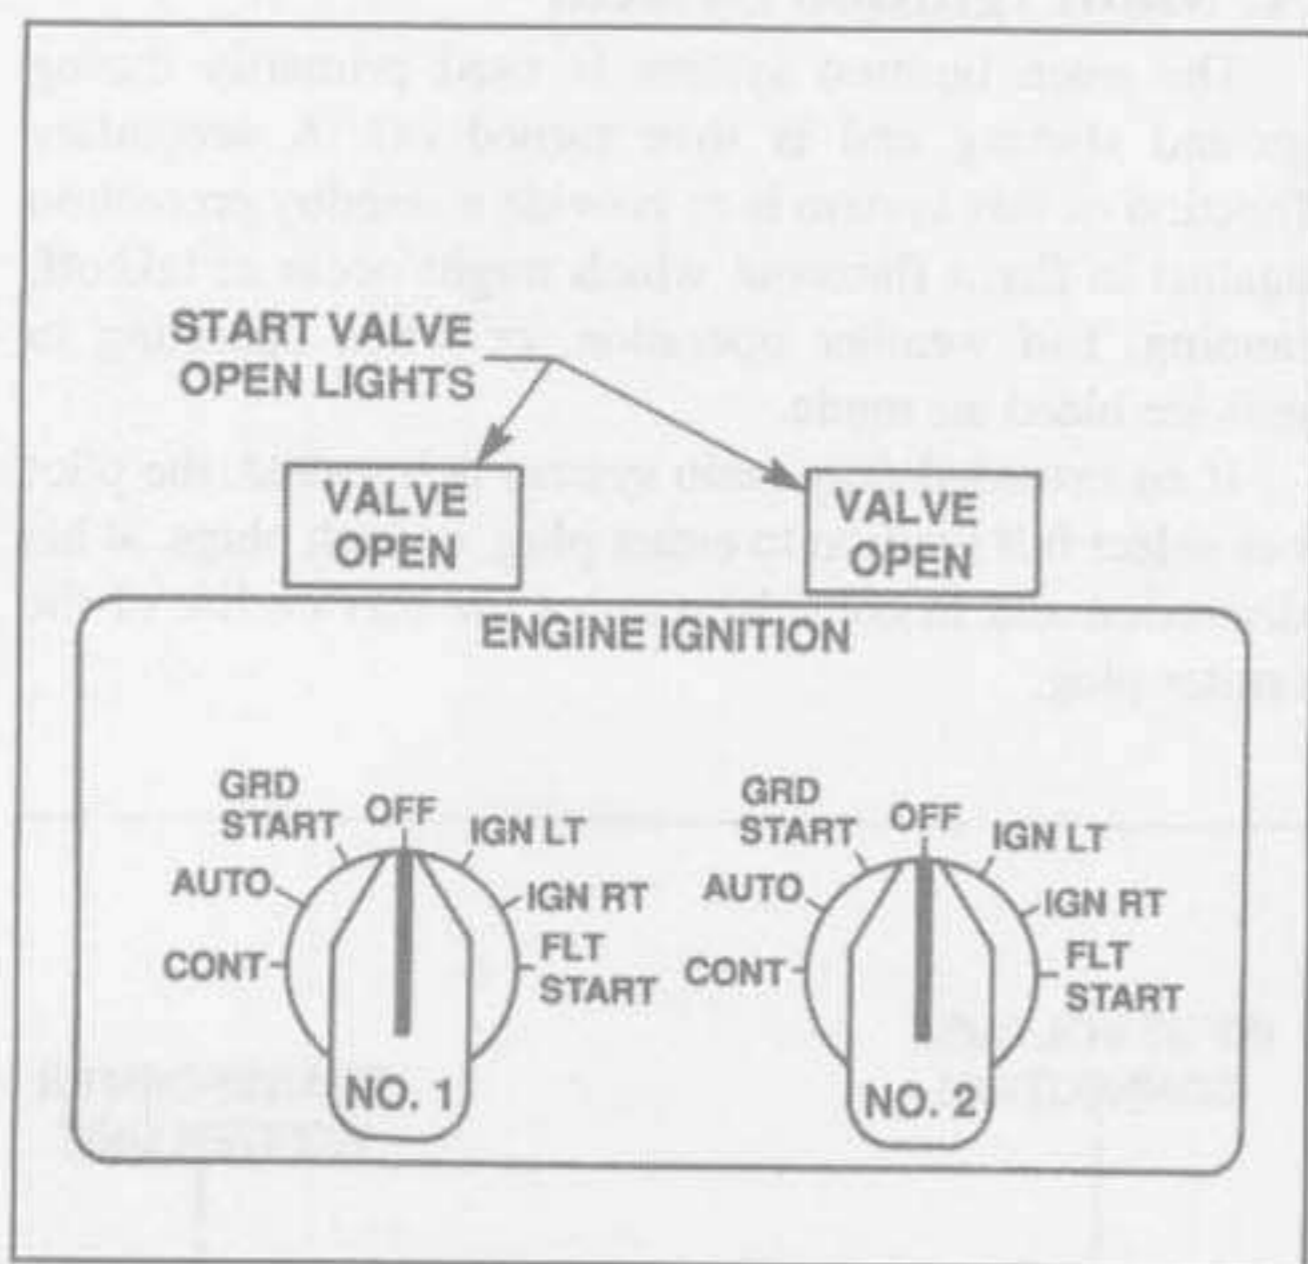 START VALVE
OPEN LIGHTS
VALVE
OPEN
VALVE
OPEN
ENGINE IGNITION
GRD
START
OFF
IGN LT
AUTO
IGN RT
CONT
FLT
START
NO. 1
GRD
START
OFF
IGN LT
AUTO
IGN RT
CONT
FLT
START
NO. 2